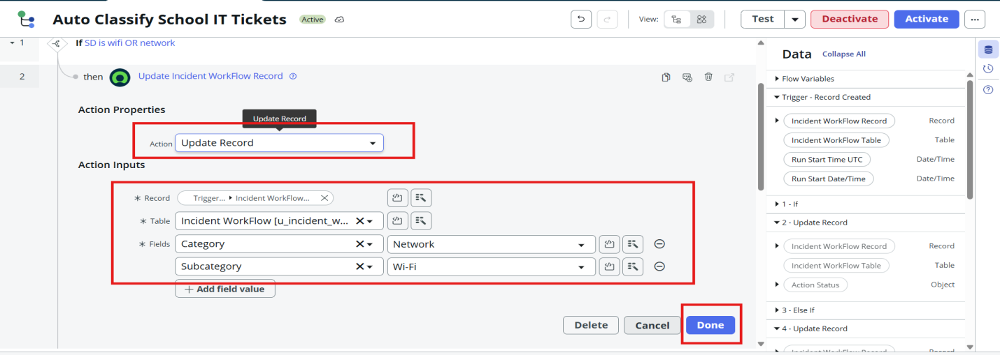 Auto Classify School IT Tickets Active View: Test Deactivate Activate
1 If SD is wifi OR network
2 then Update Incident WorkFlow Record
Action Properties
Update Record
Action Update Record
Action Inputs
* Record Trigger... Incident WorkFlow...
* Table Incident WorkFlow [u_incident_w...
* Fields Category Network
Subcategory Wi-Fi
+ Add field value
Delete Cancel Done
Data Collapse All
Flow Variables
Trigger - Record Created
Incident WorkFlow Record Record
Incident WorkFlow Table Table
Run Start Time UTC Date/Time
Run Start Date/Time Date/Time
1 - If
2 - Update Record
Incident WorkFlow Record Record
Incident WorkFlow Table Table
Action Status Object
3 - Else If
4 - Update Record
Incident WorkFlow Record Record